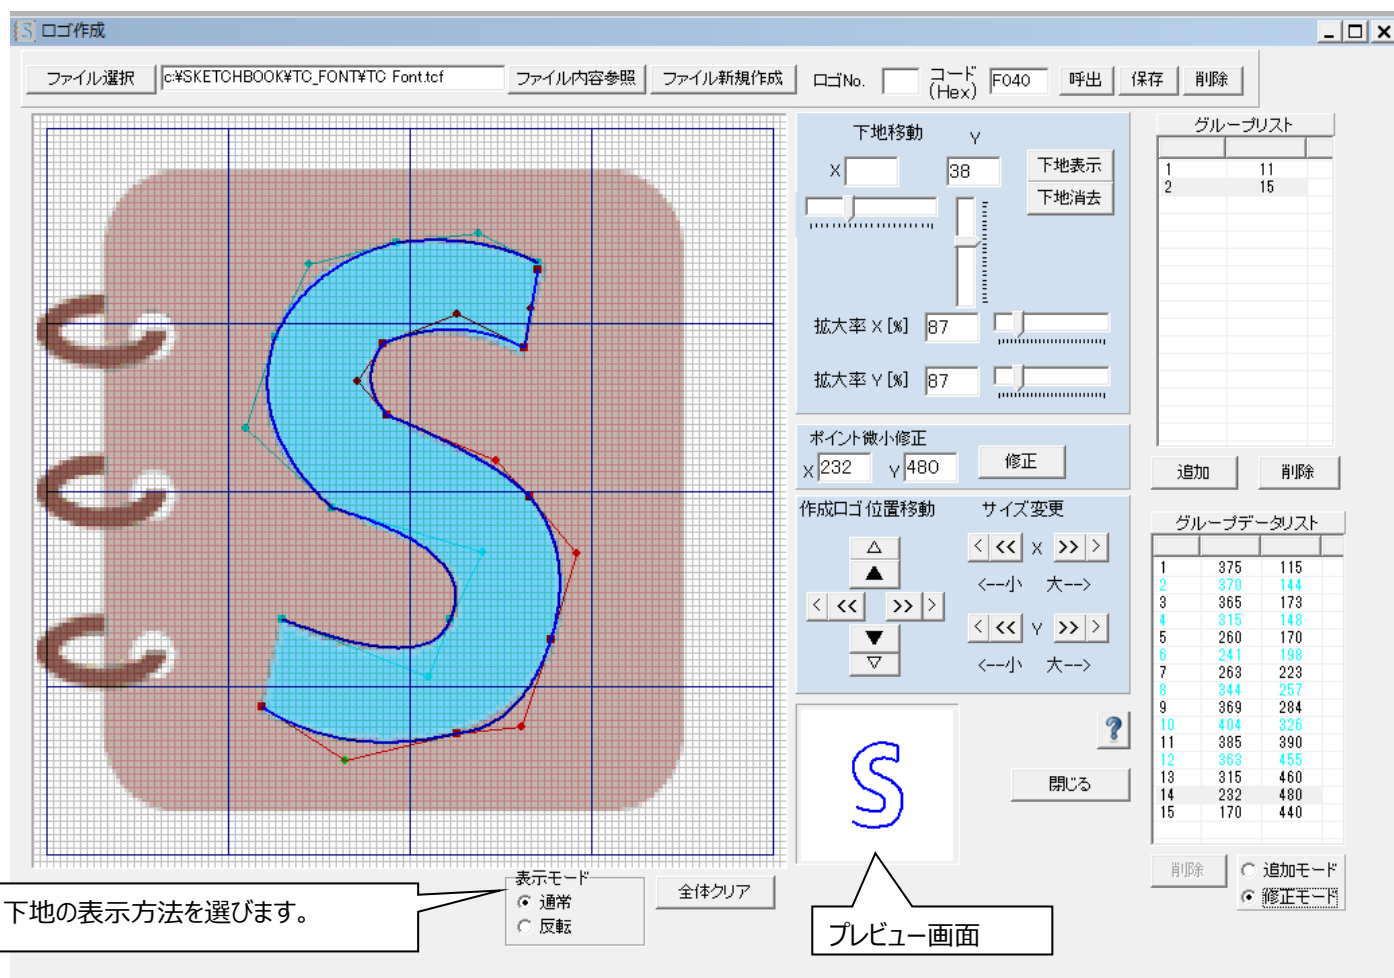 ロゴ作成
ファイル選択 c:¥SKETCHBOOK¥TC_FONT¥TC Font.tcf ファイル内容参照 ファイル新規作成 ロゴNo. コード(Hex) F040 呼出 保存 削除
下地移動 Y
X 38 下地表示
下地消去
拡大率 X [%] 87
拡大率 Y [%] 87
ポイント微小修正
X 232 Y 480 修正
作成ロゴ位置移動 サイズ変更
△ < << X >> >
▲ <--小 大-->
< << >> >
▼ < << Y >> >
▽ <--小 大-->
グループリスト
1 11
2 15
追加 削除
グループデータリスト
1 375 115
2 370 144
3 365 173
4 315 148
5 260 170
6 241 198
7 263 223
8 344 257
9 369 284
10 404 326
11 385 390
12 363 455
13 315 460
14 232 480
15 170 440
削除 追加モード
修正モード
?
閉じる
プレビュー画面
表示モード
通常
反転
全体クリア
下地の表示方法を選びます。